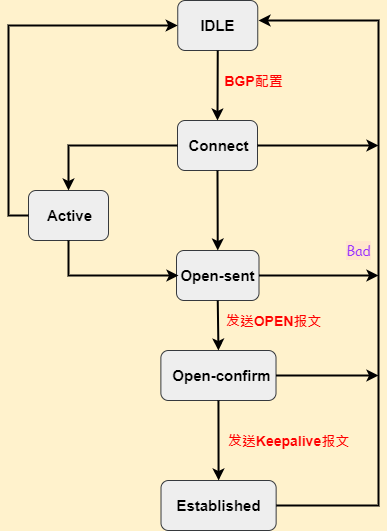 IDLE
BGP配置
Connect
Active
Bad
Open-sent
发送OPEN报文
Open-confirm
发送Keepalive报文
Established